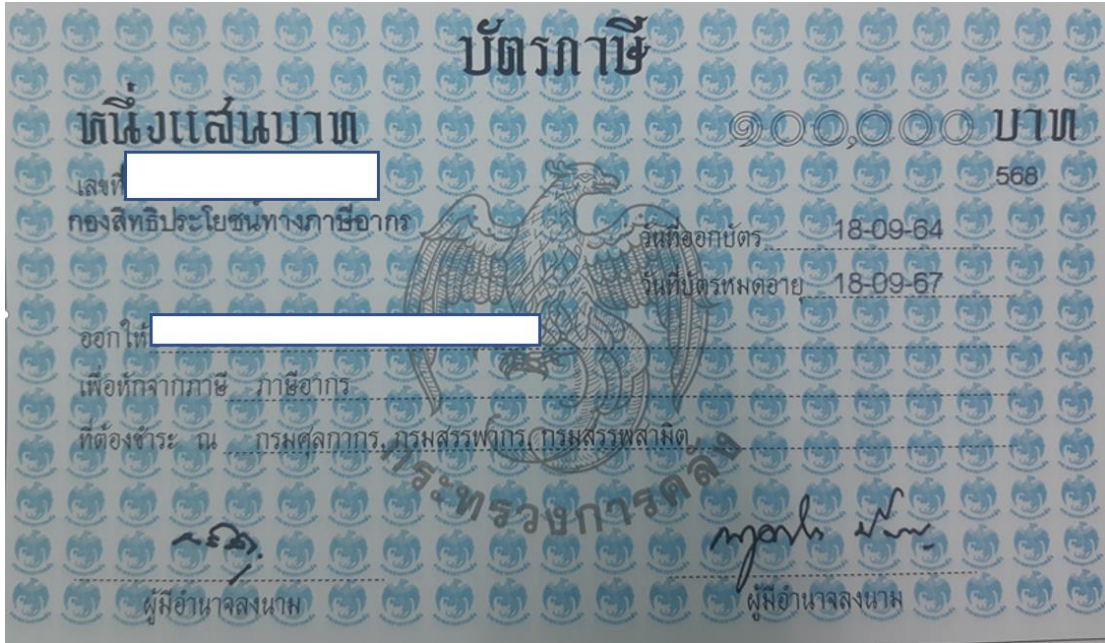 บัตรภาษี
หนึ่งแสนบาท ๑๐๐,๐๐๐ บาท
เลขที่ 568
กองสิทธิประโยชน์ทางภาษีอากร
วันที่ออกบัตร 18-09-64
วันที่บัตรหมดอายุ 18-09-67
ออกให้
เพื่อหักจากภาษี ภาษีอากร
ที่ต้องชำระ ณ กรมศุลกากร, กรมสรรพากร, กรมสรรพสามิต
กระทรวงการคลัง
ผู้มีอำนาจลงนาม ผู้มีอำนาจลงนาม